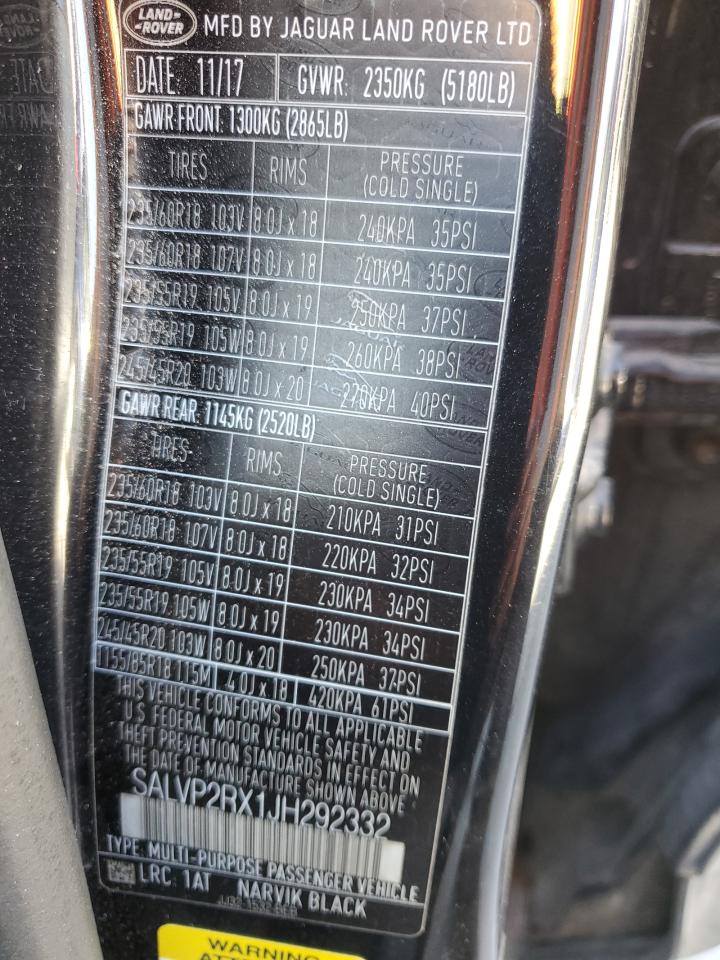 LAND-ROVER MFD BY JAGUAR LAND ROVER LTD
DATE: 11/17 GVWR: 2350KG (5180LB)
GAWR FRONT 1300KG (2865LB)
TIRES RIMS PRESSURE (COLD SINGLE)
235/60R18 103V 8.0J x 18 240KPA 35PSI
235/60R18 107V 8.0J x 18 240KPA 35PSI
235/55R19 105V 8.0J x 19 250KPA 37PSI
235/55R19 105W 8.0J x 19 260KPA 38PSI
245/45R20 103W 8.0J x 20 270KPA 40PSI
GAWR REAR 1145KG (2520LB)
TIRES RIMS PRESSURE (COLD SINGLE)
235/60R18 103V 8.0J x 18 210KPA 31PSI
235/60R18 107V 8.0J x 18 220KPA 32PSI
235/55R19 105V 8.0J x 19 230KPA 34PSI
235/55R19 105W 8.0J x 19 230KPA 34PSI
245/45R20 103W 8.0J x 20 250KPA 37PSI
T155/85R18 115M 4.0J x 18 420KPA 61PSI
THIS VEHICLE CONFORMS TO ALL APPLICABLE
U.S. FEDERAL MOTOR VEHICLE SAFETY AND
THEFT PREVENTION STANDARDS IN EFFECT ON
THE DATE OF MANUFACTURE SHOWN ABOVE
SALVP2RX1JH292332
TYPE: MULTI-PURPOSE PASSENGER VEHICLE
LRC: 1AT NARVIK BLACK
WARNING